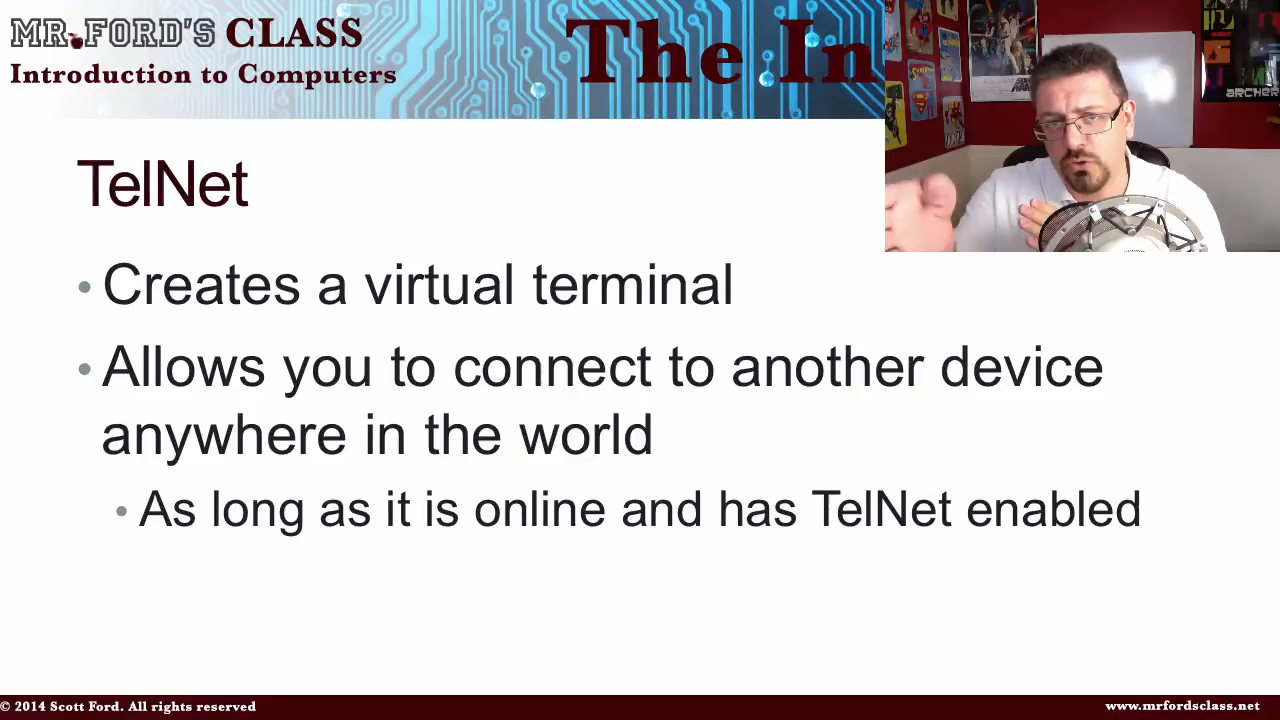 MR. FORD'S CLASS
Introduction to Computers
The In
ARCHER
TelNet
• Creates a virtual terminal
• Allows you to connect to another device
anywhere in the world
• As long as it is online and has TelNet enabled
© 2014 Scott Ford. All rights reserved
www.mrfordsclass.net